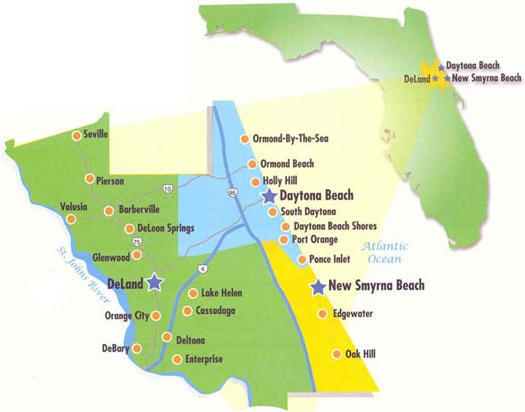 Daytona Beach
DeLand
New Smyrna Beach
Seville
Ormond-By-The-Sea
Ormond Beach
Pierson
10
95
Holly Hill
Daytona Beach
Volusia
Barberville
South Daytona
DeLeon Springs
Daytona Beach Shores
75
Port Orange
Atlantic
Ocean
Glenwood
Ponce Inlet
St. Johns River
4
DeLand
New Smyrna Beach
Lake Helen
Orange City
Cassadaga
Edgewater
Deltona
DeBary
Enterprise
Oak Hill